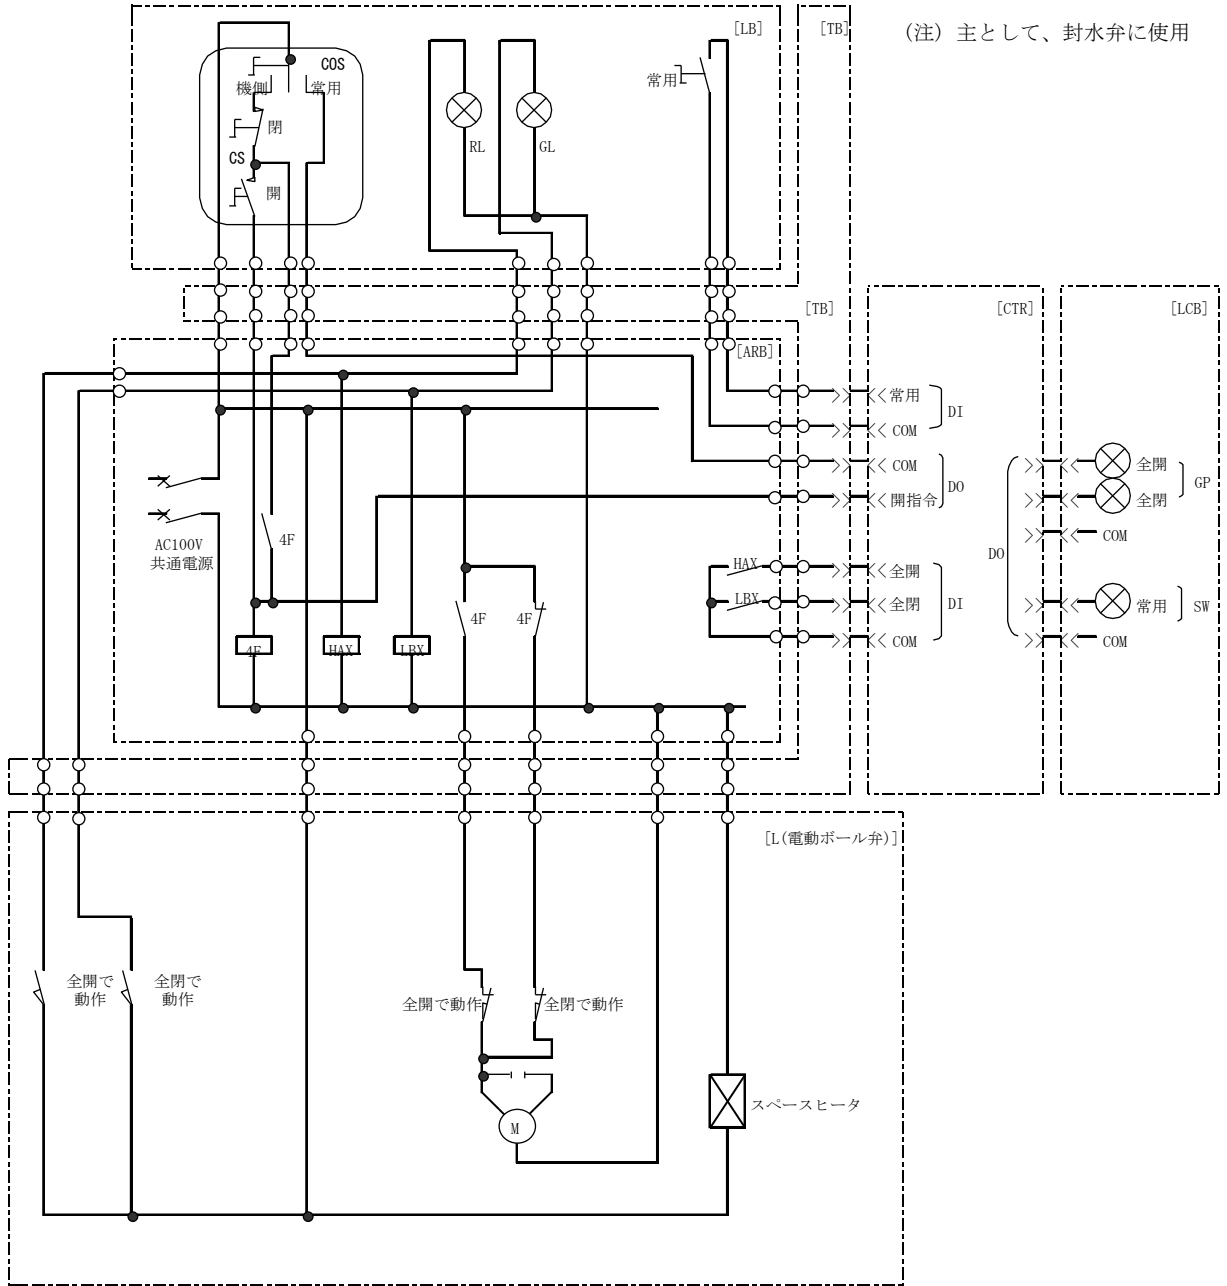 [LB]
[TB]
（注）主として、封水弁に使用
COS
機側
常用
閉
CS
開
RL
GL
常用
[TB]
[CTR]
[LCB]
[ARB]
常用
DI
COM
COM
DO
開指令
全開
GP
全閉
COM
DO
AC100V
共通電源
4F
HAX
全開
LBX
全閉
DI
COM
常用
SW
COM
4F
4F
4F
HAX
LBX
[L(電動ボール弁)]
全開で
動作
全閉で
動作
全開で動作
全閉で動作
M
スペースヒータ